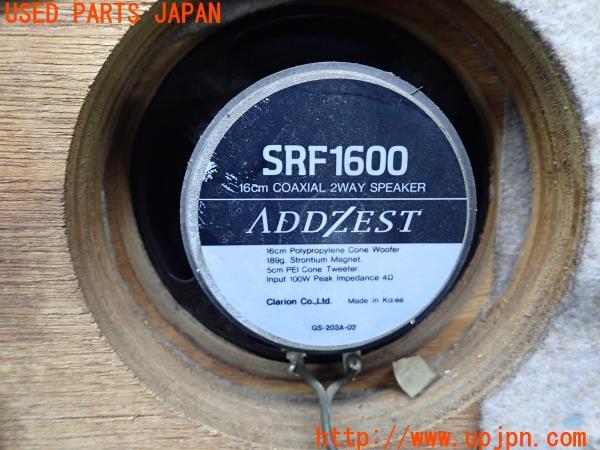 USED PARTS JAPAN
SRF1600
16cm COAXIAL 2WAY SPEAKER
ADDZEST
16cm Polypropylene Cone Woofer
189g. Strontium Magnet.
5cm PEI Cone Tweeter.
Input 100W Peak Impedance 4Ω
Clarion Co.,Ltd. Made in Korea
GS-203A-02
http://www.upjpn.com/